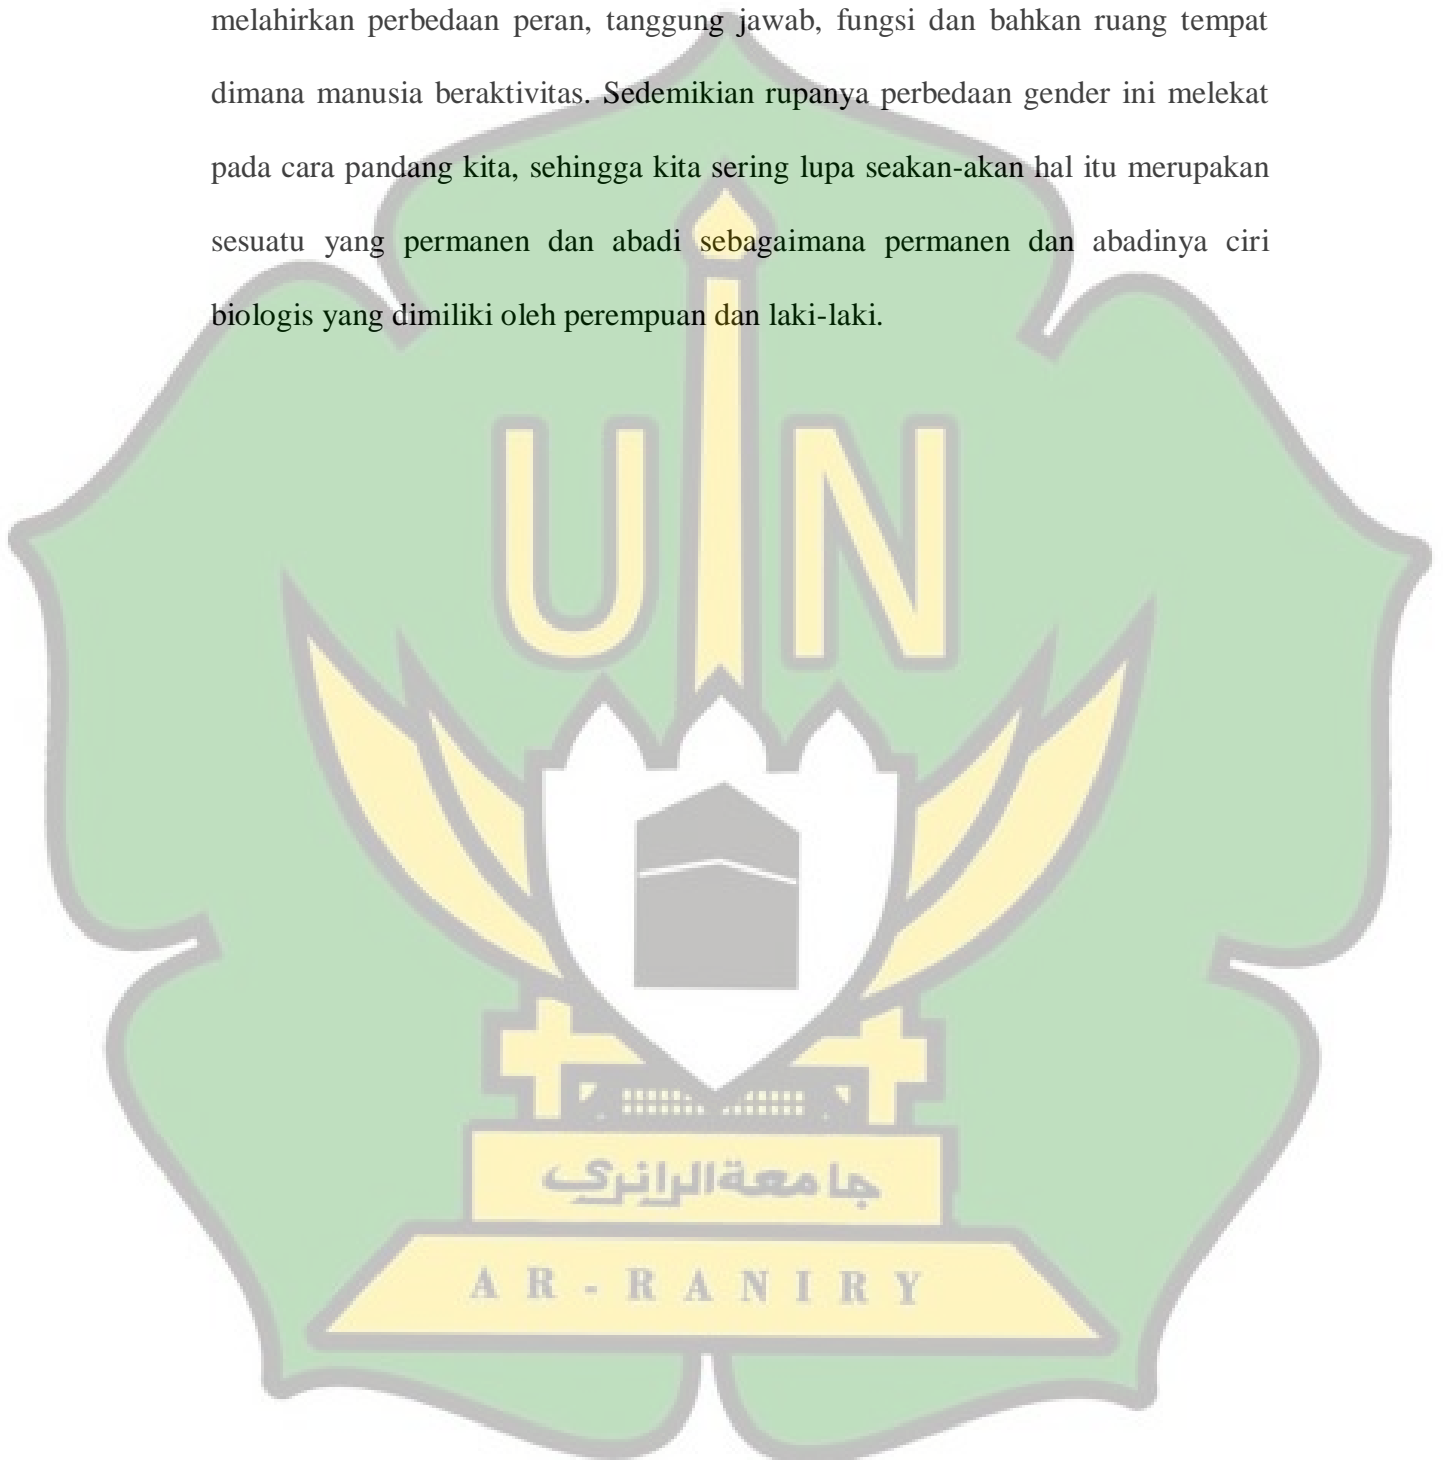 melahirkan perbedaan peran, tanggung jawab, fungsi dan bahkan ruang tempat
dimana manusia beraktivitas. Sedemikian rupanya perbedaan gender ini melekat
pada cara pandang kita, sehingga kita sering lupa seakan-akan hal itu merupakan
sesuatu yang permanen dan abadi sebagaimana permanen dan abadinya ciri
biologis yang dimiliki oleh perempuan dan laki-laki.
UIN
جامعةالرانري
AR-RANIRY